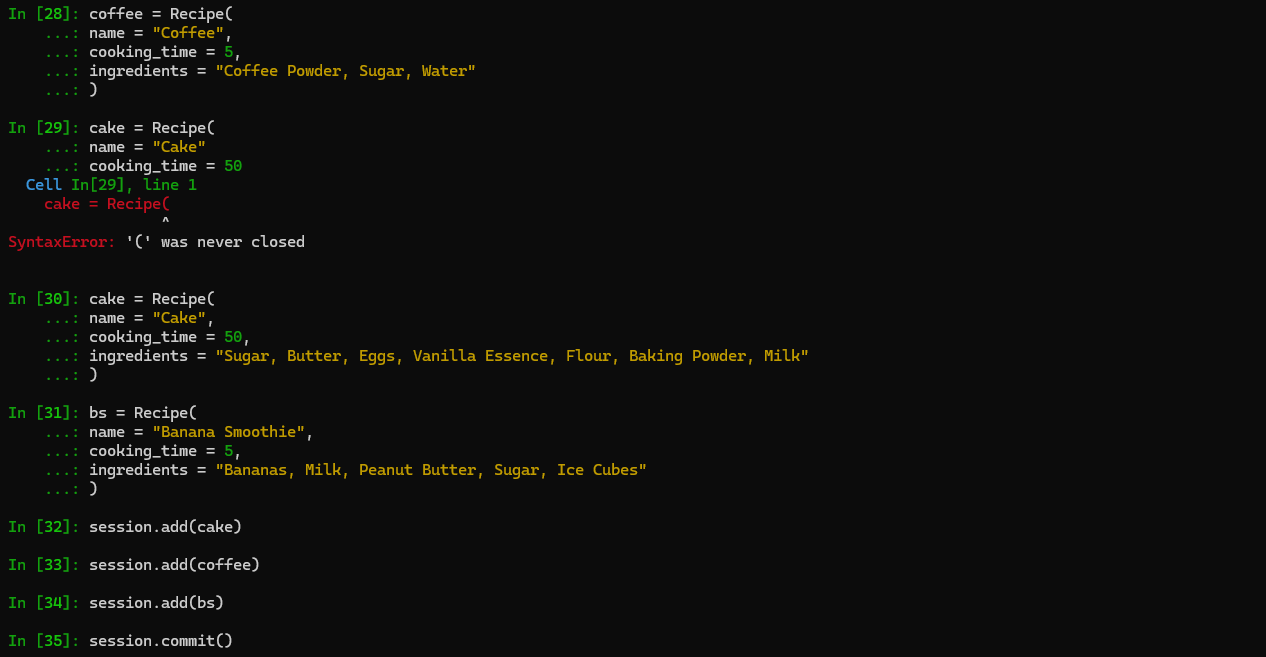 In [28]: coffee = Recipe(
    ...: name = "Coffee",
    ...: cooking_time = 5,
    ...: ingredients = "Coffee Powder, Sugar, Water"
    ...: )
In [29]: cake = Recipe(
    ...: name = "Cake"
    ...: cooking_time = 50
  Cell In[29], line 1
    cake = Recipe(
                 ^
SyntaxError: '(' was never closed
In [30]: cake = Recipe(
    ...: name = "Cake",
    ...: cooking_time = 50,
    ...: ingredients = "Sugar, Butter, Eggs, Vanilla Essence, Flour, Baking Powder, Milk"
    ...: )
In [31]: bs = Recipe(
    ...: name = "Banana Smoothie",
    ...: cooking_time = 5,
    ...: ingredients = "Bananas, Milk, Peanut Butter, Sugar, Ice Cubes"
    ...: )
In [32]: session.add(cake)
In [33]: session.add(coffee)
In [34]: session.add(bs)
In [35]: session.commit()